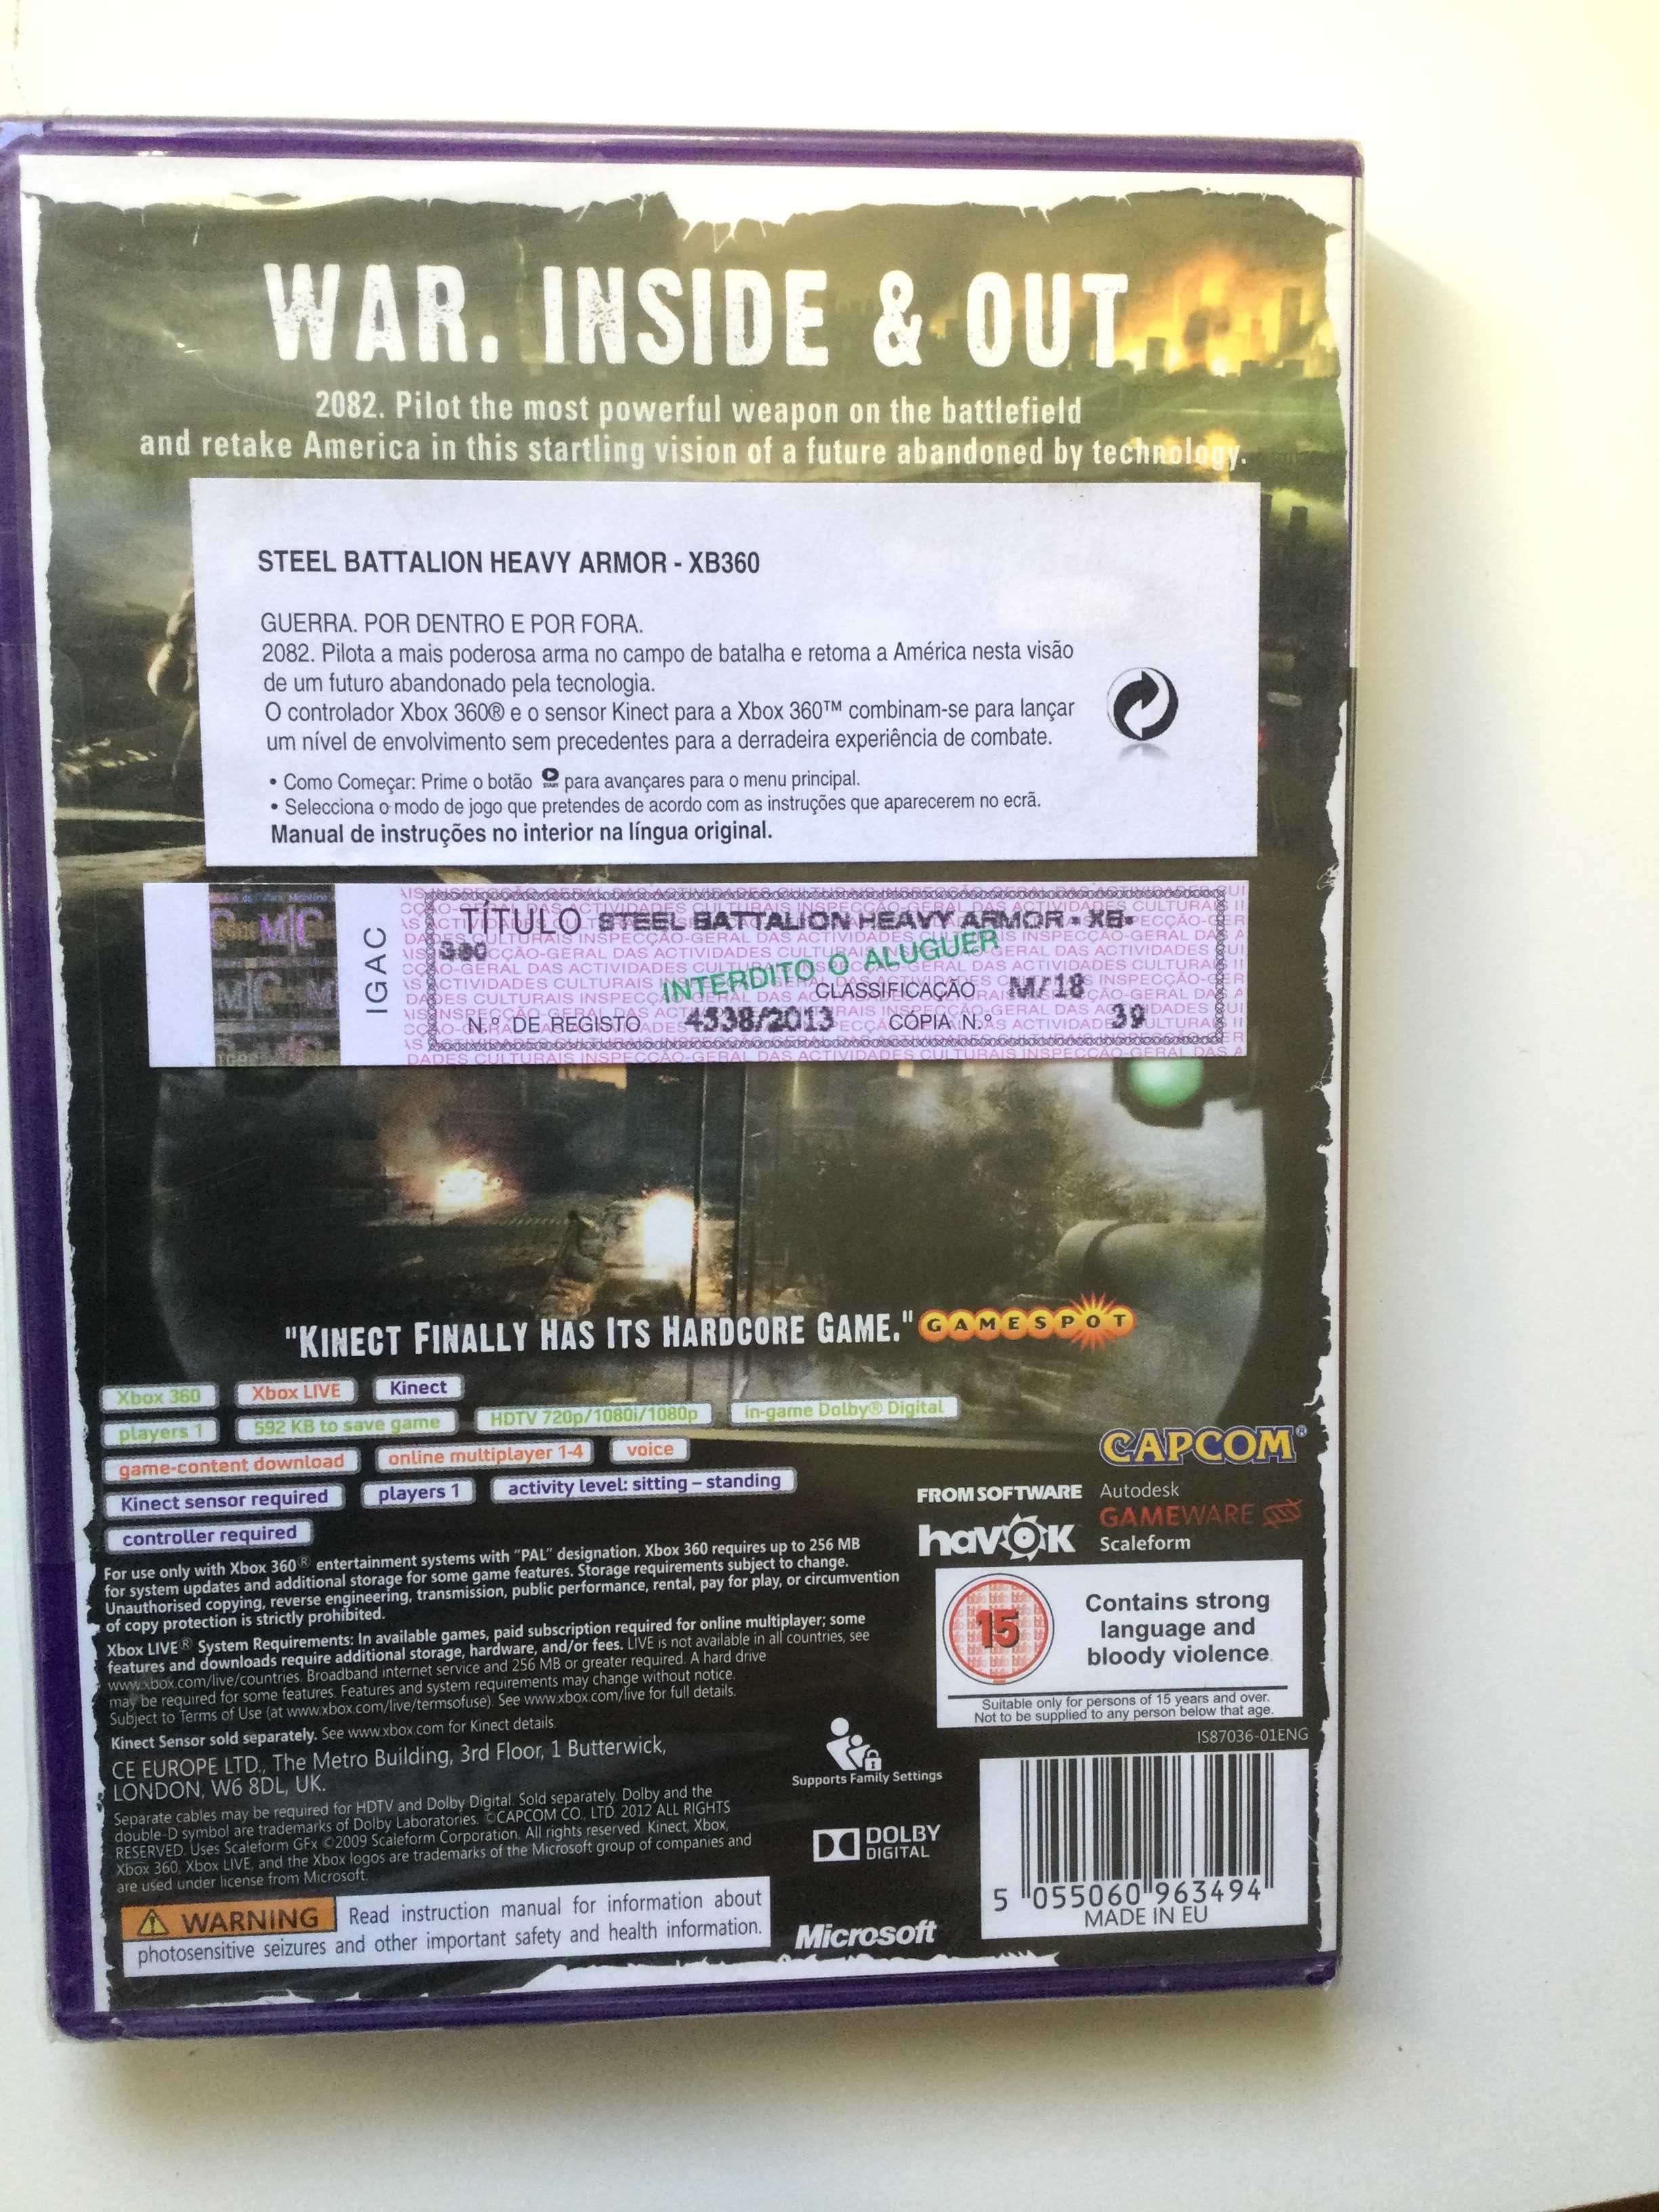 WAR. INSIDE & OUT
2082. Pilot the most powerful weapon on the battlefield
and retake America in this startling vision of a future abandoned by technology.
STEEL BATTALION HEAVY ARMOR - XB360
GUERRA. POR DENTRO E POR FORA.
2082. Pilota a mais poderosa arma no campo de batalha e retoma a América nesta visão
de um futuro abandonado pela tecnologia.
O controlador Xbox 360® e o sensor Kinect para a Xbox 360™ combinam-se para lançar
um nível de envolvimento sem precedentes para a derradeira experiência de combate.
• Como Começar: Prime o botão START para avançares para o menu principal.
• Selecciona o modo de jogo que pretendes de acordo com as instruções que aparecerem no ecrã.
Manual de instruções no interior na língua original.
IGAC
TÍTULO STEEL BATTALION HEAVY ARMOR - XB-
360
INTERDITO O ALUGUER
CLASSIFICAÇÃO M/18
N.º DE REGISTO 4538/2013 CÓPIA N.º 39
"KINECT FINALLY HAS ITS HARDCORE GAME." GAMESPOT
Xbox 360 Xbox LIVE Kinect
players 1 592 KB to save game HDTV 720p/1080i/1080p in-game Dolby® Digital
game-content download online multiplayer 1-4 voice
Kinect sensor required players 1 activity level: sitting – standing
controller required
CAPCOM®
FROMSOFTWARE Autodesk
GAMEWARE
havok Scaleform
For use only with Xbox 360® entertainment systems with "PAL" designation. Xbox 360 requires up to 256 MB
for system updates and additional storage for some game features. Storage requirements subject to change.
Unauthorised copying, reverse engineering, transmission, public performance, rental, pay for play, or circumvention
of copy protection is strictly prohibited.
Xbox LIVE® System Requirements: In available games, paid subscription required for online multiplayer; some
features and downloads require additional storage, hardware, and/or fees. LIVE is not available in all countries, see
www.xbox.com/live/countries. Broadband internet service and 256 MB or greater required. A hard drive
may be required for some features. Features and system requirements may change without notice.
Subject to Terms of Use (at www.xbox.com/live/termsofuse). See www.xbox.com/live for full details.
Kinect Sensor sold separately. See www.xbox.com for Kinect details.
CE EUROPE LTD., The Metro Building, 3rd Floor, 1 Butterwick,
LONDON, W6 8DL, UK.
Separate cables may be required for HDTV and Dolby Digital. Sold separately. Dolby and the
double-D symbol are trademarks of Dolby Laboratories. ©CAPCOM CO., LTD. 2012 ALL RIGHTS
RESERVED. Uses Scaleform GFx ©2009 Scaleform Corporation. All rights reserved. Kinect, Xbox,
Xbox 360, Xbox LIVE, and the Xbox logos are trademarks of the Microsoft group of companies and
are used under license from Microsoft.
WARNING Read instruction manual for information about
photosensitive seizures and other important safety and health information.
15
Contains strong
language and
bloody violence
Suitable only for persons of 15 years and over.
Not to be supplied to any person below that age.
IS87036-01ENG
Supports Family Settings
DOLBY
DIGITAL
Microsoft
5 055060 963494
MADE IN EU